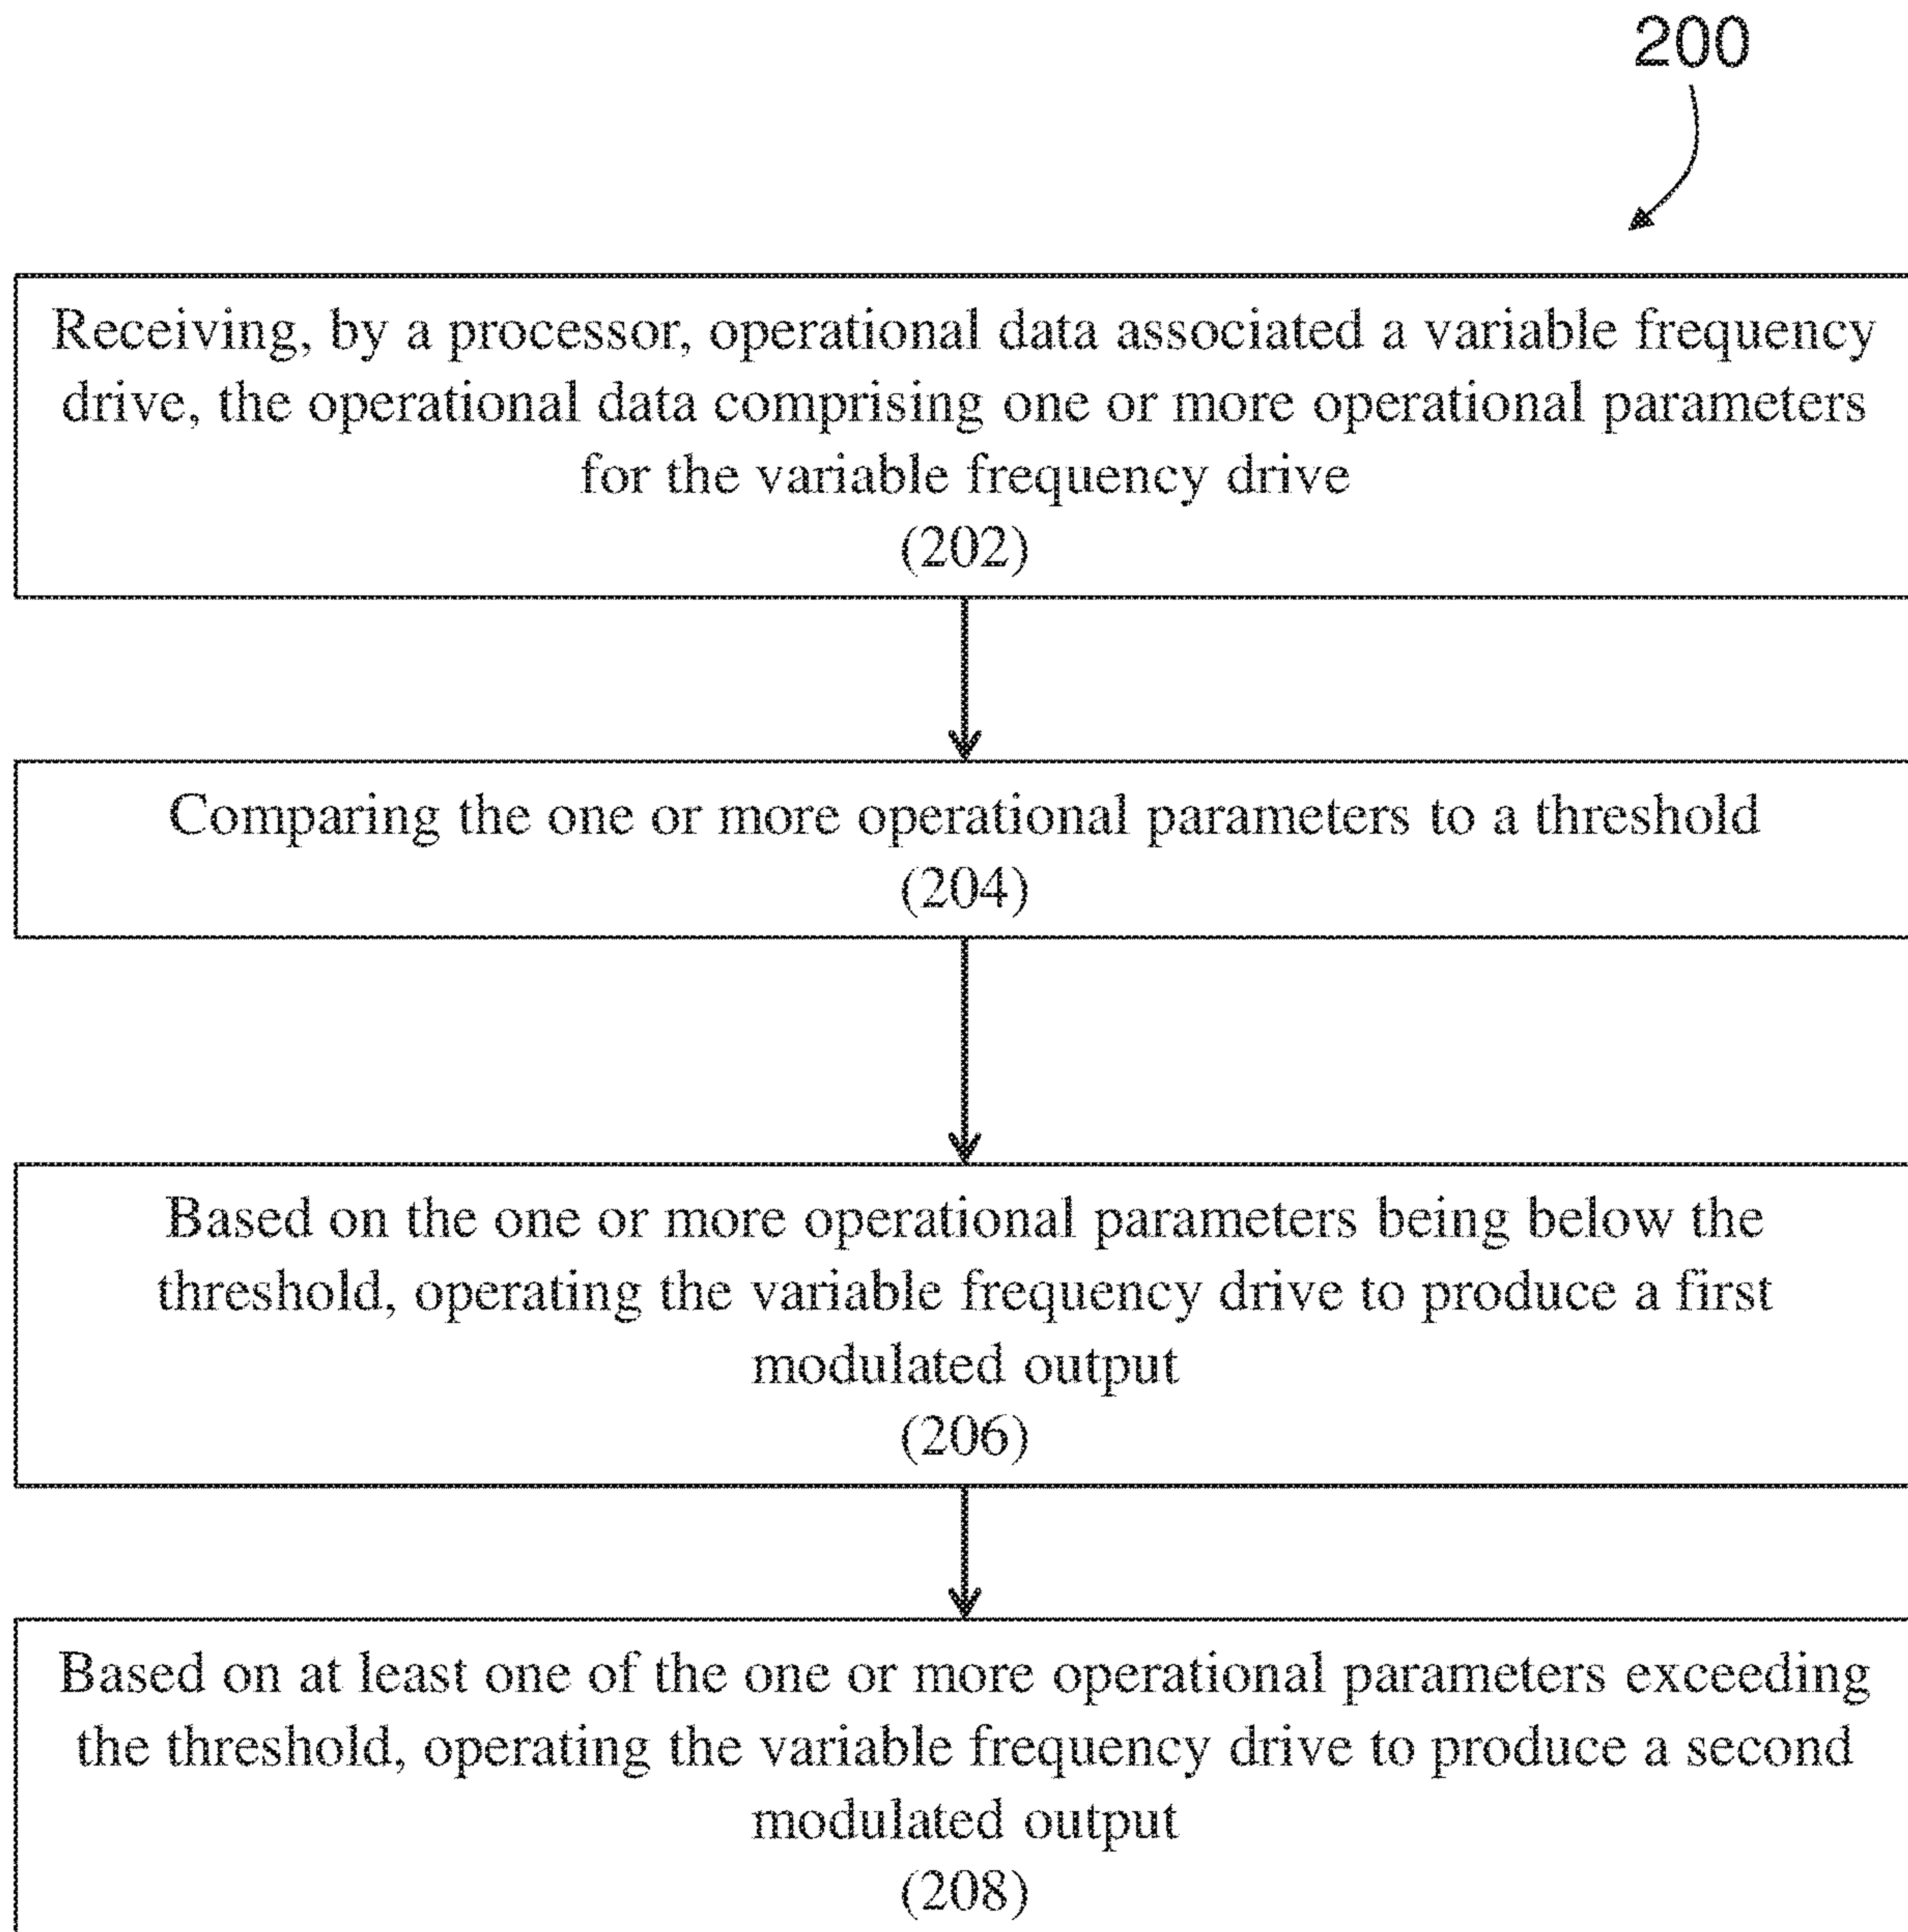 200
Receiving, by a processor, operational data associated a variable frequency
drive, the operational data comprising one or more operational parameters
for the variable frequency drive
(202)
Comparing the one or more operational parameters to a threshold
(204)
Based on the one or more operational parameters being below the
threshold, operating the variable frequency drive to produce a first
modulated output
(206)
Based on at least one of the one or more operational parameters exceeding
the threshold, operating the variable frequency drive to produce a second
modulated output
(208)